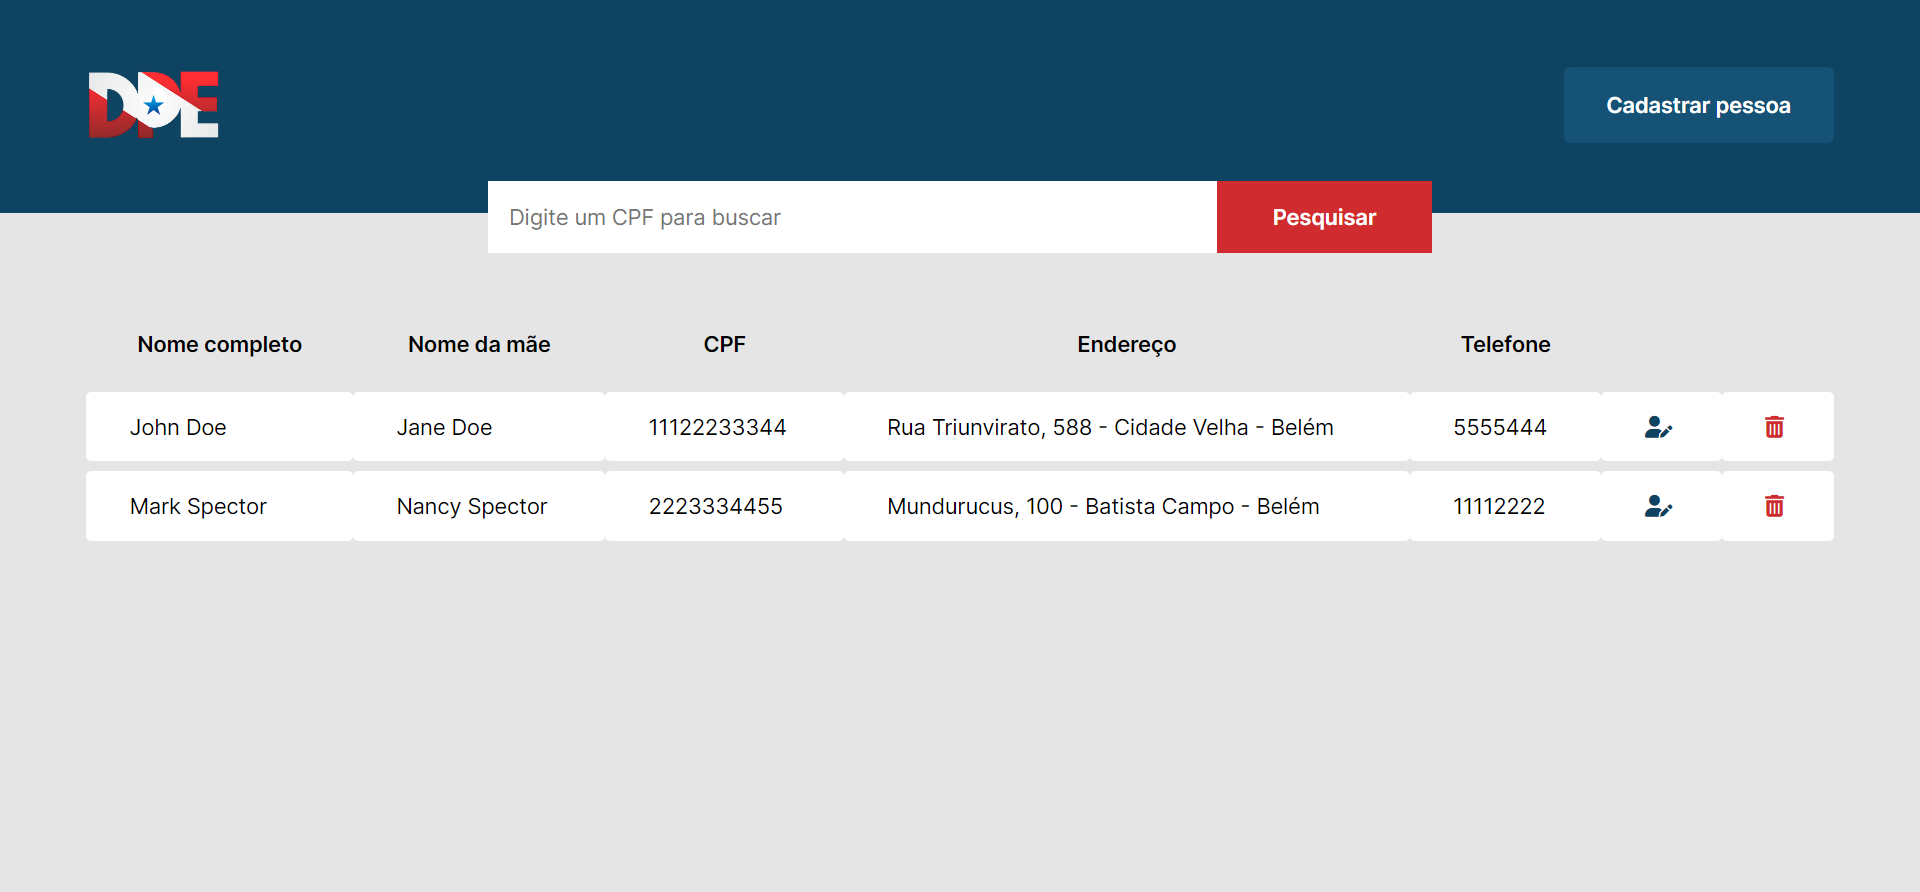 DPE
Cadastrar pessoa
Digite um CPF para buscar
Pesquisar
Nome completo Nome da mãe CPF Endereço Telefone
John Doe Jane Doe 11122233344 Rua Triunvirato, 588 - Cidade Velha - Belém 5555444
Mark Spector Nancy Spector 2223334455 Mundurucus, 100 - Batista Campo - Belém 11112222